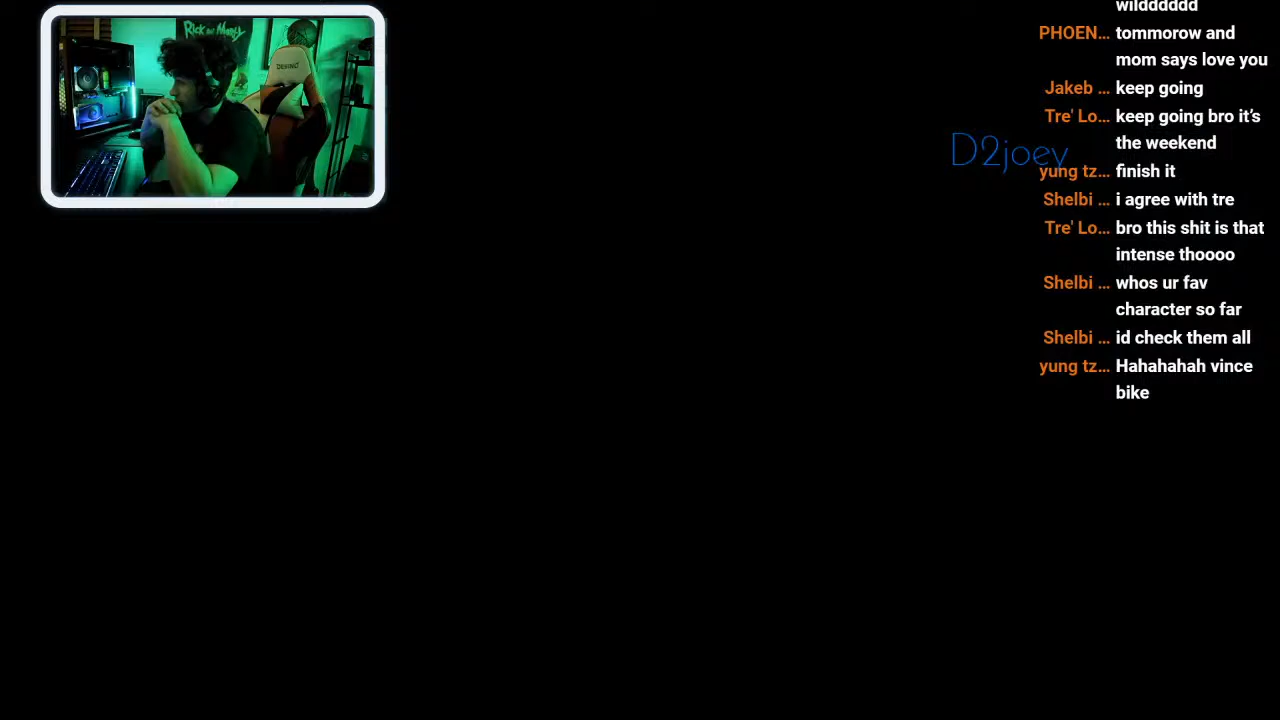 Rick and Morty
wildddddd
PHOEN… tommorow and
mom says love you
Jakeb … keep going
Tre' Lo… keep going bro it's
the weekend
D2joey
yung tz… finish it
Shelbi … i agree with tre
Tre' Lo… bro this shit is that
intense thoooo
Shelbi … whos ur fav
character so far
Shelbi … id check them all
yung tz… Hahahahah vince
bike